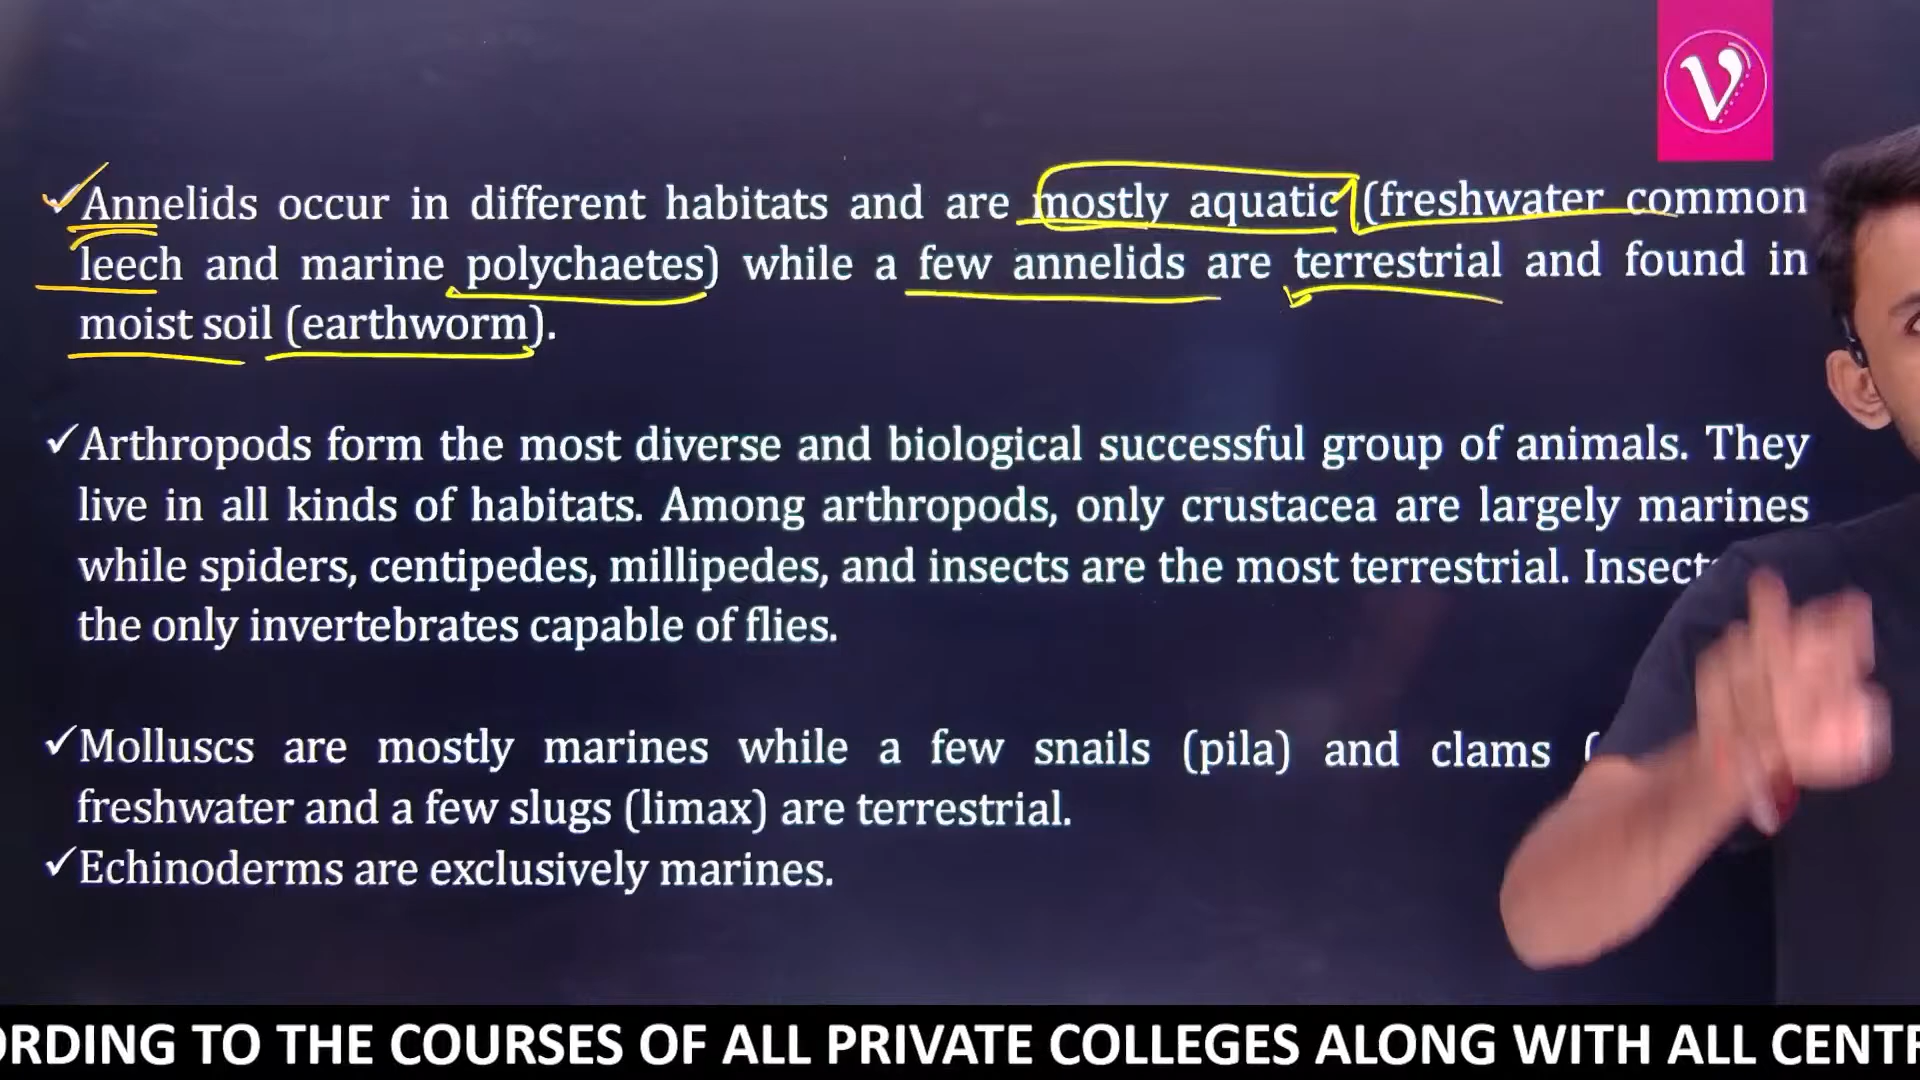 Annelids occur in different habitats and are mostly aquatic (freshwater common
leech and marine polychaetes) while a few annelids are terrestrial and found in
moist soil (earthworm).
Arthropods form the most diverse and biological successful group of animals. They
live in all kinds of habitats. Among arthropods, only crustacea are largely marines
while spiders, centipedes, millipedes, and insects are the most terrestrial.
the only invertebrates capable of flies.
Molluscs are mostly marines while a few snails (pila) and clams (
freshwater and a few slugs (limax) are terrestrial.
Echinoderms are exclusively marines.
V
ORDING TO THE COURSES OF ALL PRIVATE COLLEGES ALONG WITH ALL CENTR